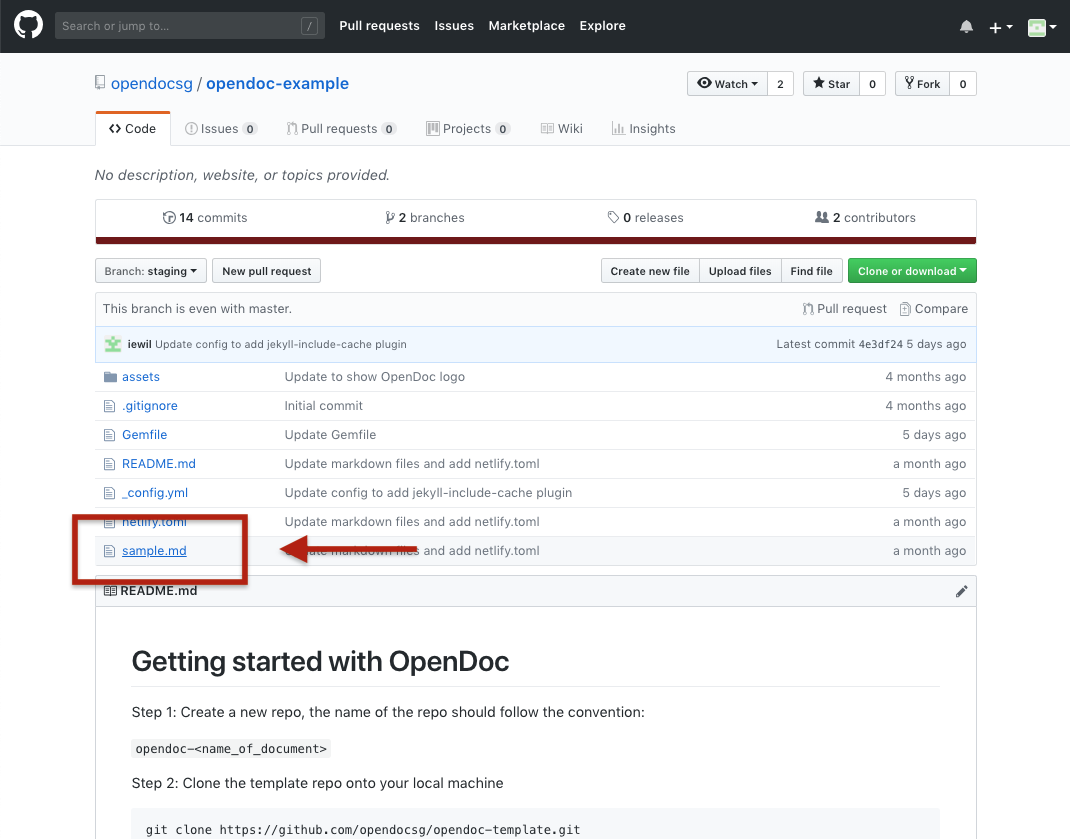 Search or jump to... /
Pull requests Issues Marketplace Explore
opendocsg / opendoc-example
Watch 2 Star 0 Fork 0
Code Issues 0 Pull requests 0 Projects 0 Wiki Insights
No description, website, or topics provided.
14 commits 2 branches 0 releases 2 contributors
Branch: staging New pull request Create new file Upload files Find file Clone or download
This branch is even with master. Pull request Compare
iewil Update config to add jekyll-include-cache plugin Latest commit 4e3df24 5 days ago
assets Update to show OpenDoc logo 4 months ago
.gitignore Initial commit 4 months ago
Gemfile Update Gemfile 5 days ago
README.md Update markdown files and add netlify.toml a month ago
_config.yml Update config to add jekyll-include-cache plugin 5 days ago
netlify.toml Update markdown files and add netlify.toml a month ago
sample.md and add netlify.toml a month ago
README.md
Getting started with OpenDoc
Step 1: Create a new repo, the name of the repo should follow the convention:
opendoc-<name_of_document>
Step 2: Clone the template repo onto your local machine
git clone https://github.com/opendocsg/opendoc-template.git